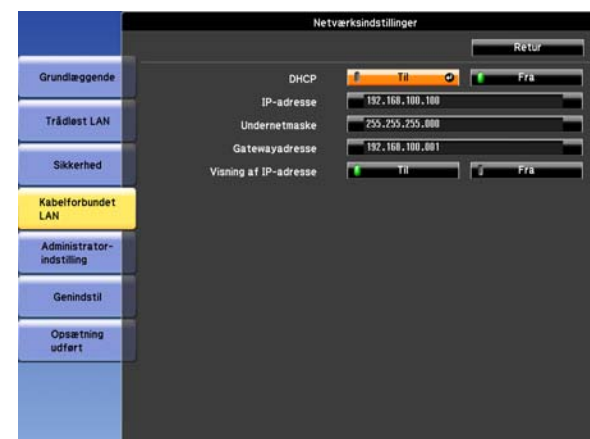 Netværksindstillinger
Retur
Grundlæggende
Trådløst LAN
Sikkerhed
Kabelforbundet
LAN
Administrator-
indstilling
Genindstil
Opsætning
udført
DHCP Til Fra
IP-adresse 192.168.100.100
Undernetmaske 255.255.255.000
Gatewayadresse 192.168.100.001
Visning af IP-adresse Til Fra